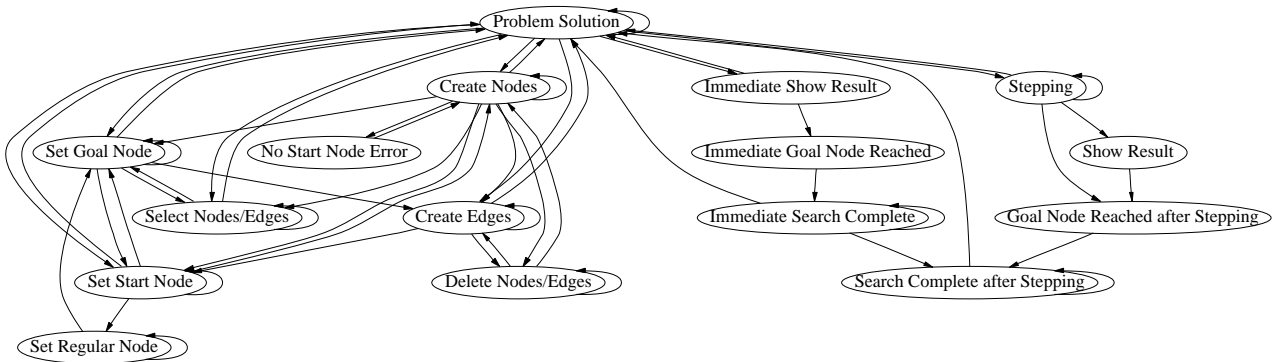 Problem Solution
Create Nodes
Immediate Show Result
Stepping
Set Goal Node
No Start Node Error
Immediate Goal Node Reached
Show Result
Select Nodes/Edges
Create Edges
Immediate Search Complete
Goal Node Reached after Stepping
Set Start Node
Delete Nodes/Edges
Search Complete after Stepping
Set Regular Node